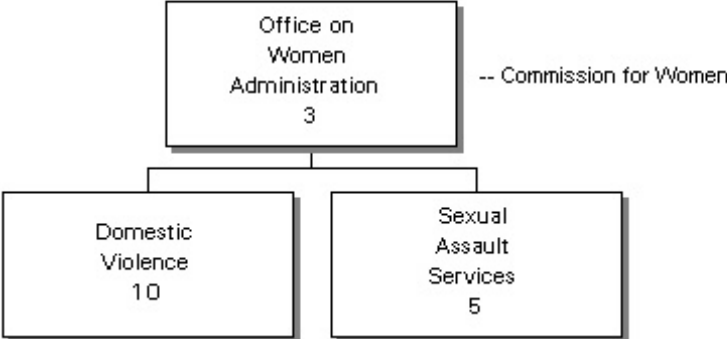 Office on
Women
Administration
3
-- Commission for Women
Domestic
Violence
10
Sexual
Assault
Services
5